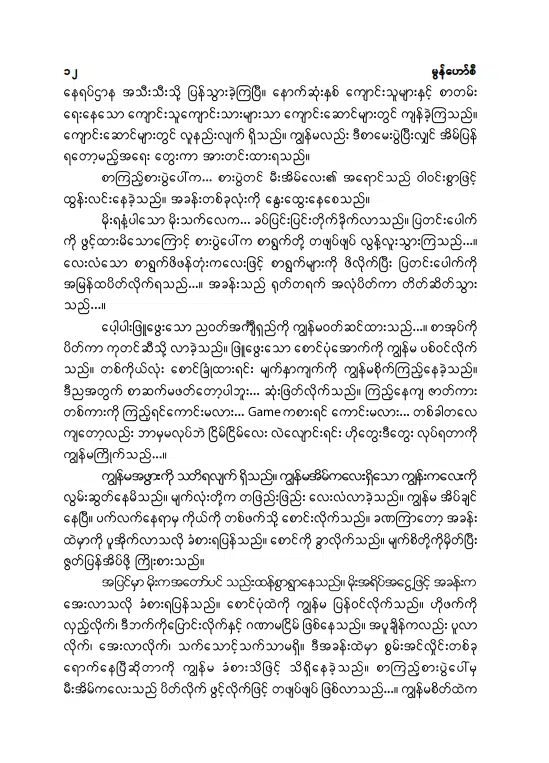 ၁၂ မွန်ဟော်စီ
နေရပ်ဌာန အသီးသီးသို့ ပြန်သွားခဲ့ကြပြီ။ နောက်ဆုံးနှစ် ကျောင်းသူများနှင့် စာတမ်း
ရေးနေသော ကျောင်းသူကျောင်းသားများသာ ကျောင်းဆောင်များတွင် ကျန်ခဲ့ကြသည်။
ကျောင်းဆောင်များတွင် လူနည်းလျက် ရှိသည်။ ကျွန်မလည်း ဒီစာမေးပွဲပြီးလျှင် အိမ်ပြန်
ရတော့မည့်အရေး တွေးကာ အားတင်းထားရသည်။
စာကြည့်စားပွဲပေါ်က... စားပွဲတင် မီးအိမ်လေး၏ အရောင်သည် ဝါဝင်းစွာဖြင့်
ထွန်းလင်းနေခဲ့သည်။ အခန်းတစ်ခုလုံးကို နွေးထွေးနေစေသည်။
မိုးရနံ့ပါသော မိုးသက်လေက... ခပ်ပြင်းပြင်းတိုက်ခိုက်လာသည်။ ပြတင်းပေါက်
ကို ဖွင့်ထားမိသောကြောင့် စားပွဲပေါ်က စာရွက်တို့ တဖျပ်ဖျပ် လွန့်လူးသွားကြသည်...။
လေးလံသော စာရွက်ဖိဖန်တုံးကလေးဖြင့် စာရွက်များကို ဖိလိုက်ပြီး ပြတင်းပေါက်ကို
အမြန်ထပိတ်လိုက်ရသည်...။ အခန်းသည် ရုတ်တရက် အလုံပိတ်ကာ တိတ်ဆိတ်သွား
သည်...။
ပေါ့ပါးဖြူဖွေးသော ညဝတ်အင်္ကျီရှည်ကို ကျွန်မဝတ်ဆင်ထားသည်...။ စာအုပ်ကို
ပိတ်ကာ ကုတင်ဆီသို့ လာခဲ့သည်။ ဖြူဖွေးသော စောင်ပုံအောက်ကို ကျွန်မ ပစ်ဝင်လိုက်
သည်။ တစ်ကိုယ်လုံး စောင်ခြုံထားရင်း မျက်နှာကျက်ကို ကျွန်မစိုက်ကြည့်နေခဲ့သည်။
ဒီညအတွက် စာဆက်မဖတ်တော့ပါဘူး... ဆုံးဖြတ်လိုက်သည်။ ကြည့်နေကျ ဇာတ်ကား
တစ်ကားကို ကြည့်ရင်ကောင်းမလား... Game ကစားရင် ကောင်းမလား... တစ်ခါတလေ
ကျတော့လည်း ဘာမှမလုပ်ဘဲ ငြိမ်ငြိမ်လေး လဲလျောင်းရင်း ဟိုတွေးဒီတွေး လုပ်ရတာကို
ကျွန်မကြိုက်သည်...။
ကျွန်မအဖွားကို သတိရလျက် ရှိသည်။ ကျွန်မအိမ်ကလေးရှိသော ကျွန်းကလေးကို
လွမ်းဆွတ်နေမိသည်။ မျက်လုံးတို့က တဖြည်းဖြည်း လေးလံလာခဲ့သည်။ ကျွန်မ အိပ်ချင်
နေပြီ။ ပက်လက်နေရာမှ ကိုယ်ကို တစ်ဖက်သို့ စောင်းလိုက်သည်။ ခဏကြာတော့ အခန်း
ထဲမှာကို ပူအိုက်လာသလို ခံစားရပြန်သည်။ စောင်ကို ခွာလိုက်သည်။ မျက်စိတို့ကိုမှိတ်ပြီး
ဇွတ်ပြန်အိပ်ဖို့ ကြိုးစားသည်။
အပြင်မှာ မိုးကအတော်ပင် သည်းထန်စွာရွာနေသည်။ မိုးအရိပ်အငွေ့ဖြင့် အခန်းက
အေးလာသလို ခံစားရပြန်သည်။ စောင်ပုံထဲကို ကျွန်မ ပြန်ဝင်လိုက်သည်။ ဟိုဖက်ကို
လှည့်လိုက်၊ ဒီဘက်ကိုပြောင်းလိုက်နှင့် ဂဏာမငြိမ် ဖြစ်နေသည်။ အပူချိန်ကလည်း ပူလာ
လိုက်၊ အေးလာလိုက်၊ သက်သောင့်သက်သာမရှိ။ ဒီအခန်းထဲမှာ စွမ်းအင်လှိုင်းတစ်ခု
ရောက်နေပြီဆိုတာကို ကျွန်မ ခံစားသိဖြင့် သိရှိနေခဲ့သည်။ စာကြည့်စားပွဲပေါ်မှ
မီးအိမ်ကလေးသည် ပိတ်လိုက် ဖွင့်လိုက်ဖြင့် တဖျပ်ဖျပ် ဖြစ်လာသည်...။ ကျွန်မစိတ်ထဲက